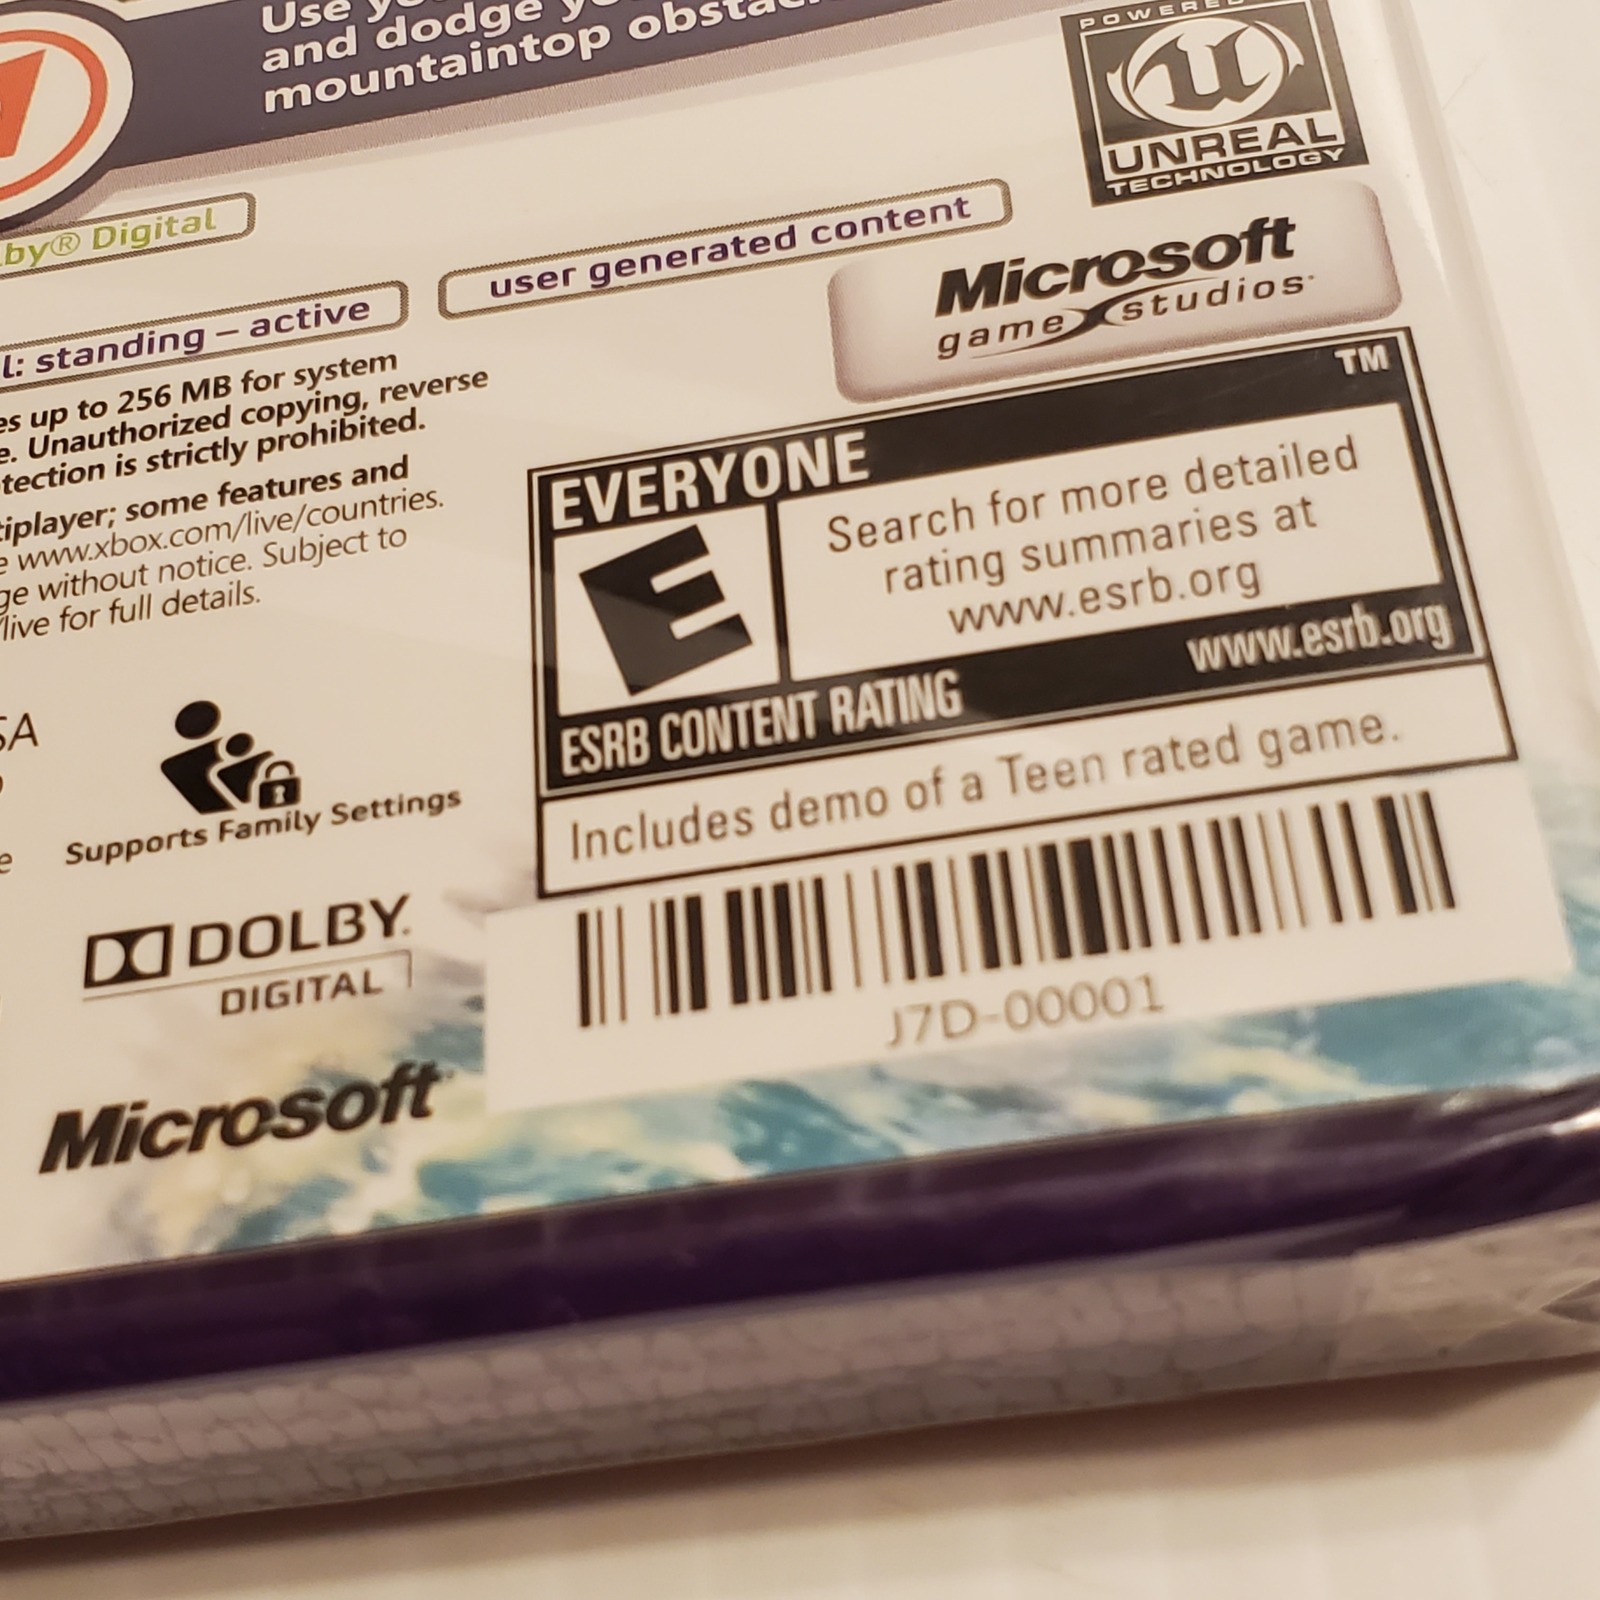 Use
and dodge
mountaintop
POWERED
U
UNREAL
TECHNOLOGY
Digital
user generated content
standing – active
Microsoft
game studios
up to 256 MB for system
Unauthorized copying, reverse
is strictly prohibited.
some features and
www.xbox.com/live/countries.
without notice. Subject to
live for full details.
TM
EVERYONE
E
Search for more detailed
rating summaries at
www.esrb.org
ESRB CONTENT RATING
www.esrb.org
Includes demo of a Teen rated game.
Supports Family Settings
DOLBY
DIGITAL
J7D-00001
Microsoft